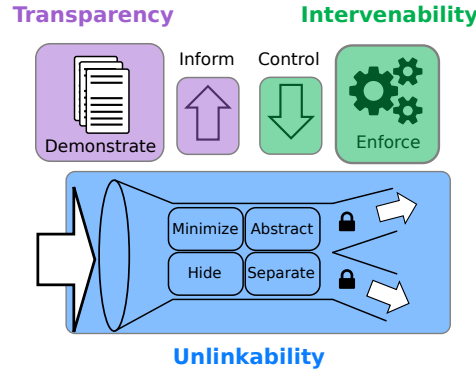 Transparency
Intervenability
Inform
Control
Demonstrate
Enforce
Minimize
Abstract
Hide
Separate
Unlinkability